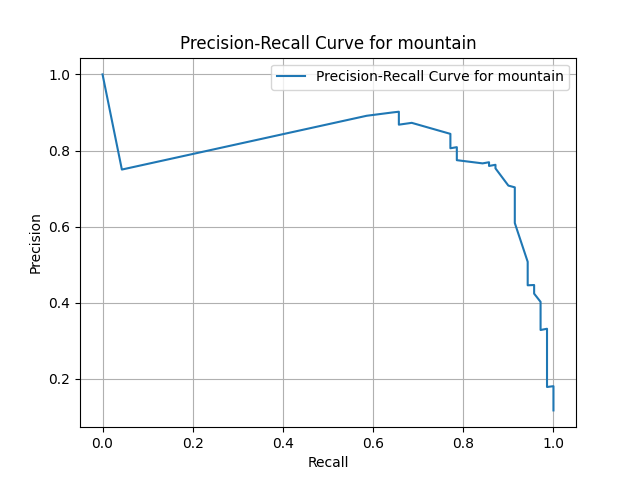 Precision-Recall Curve for mountain
Precision-Recall Curve for mountain
1.0
0.8
0.6
0.4
0.2
Precision
0.0 0.2 0.4 0.6 0.8 1.0
Recall